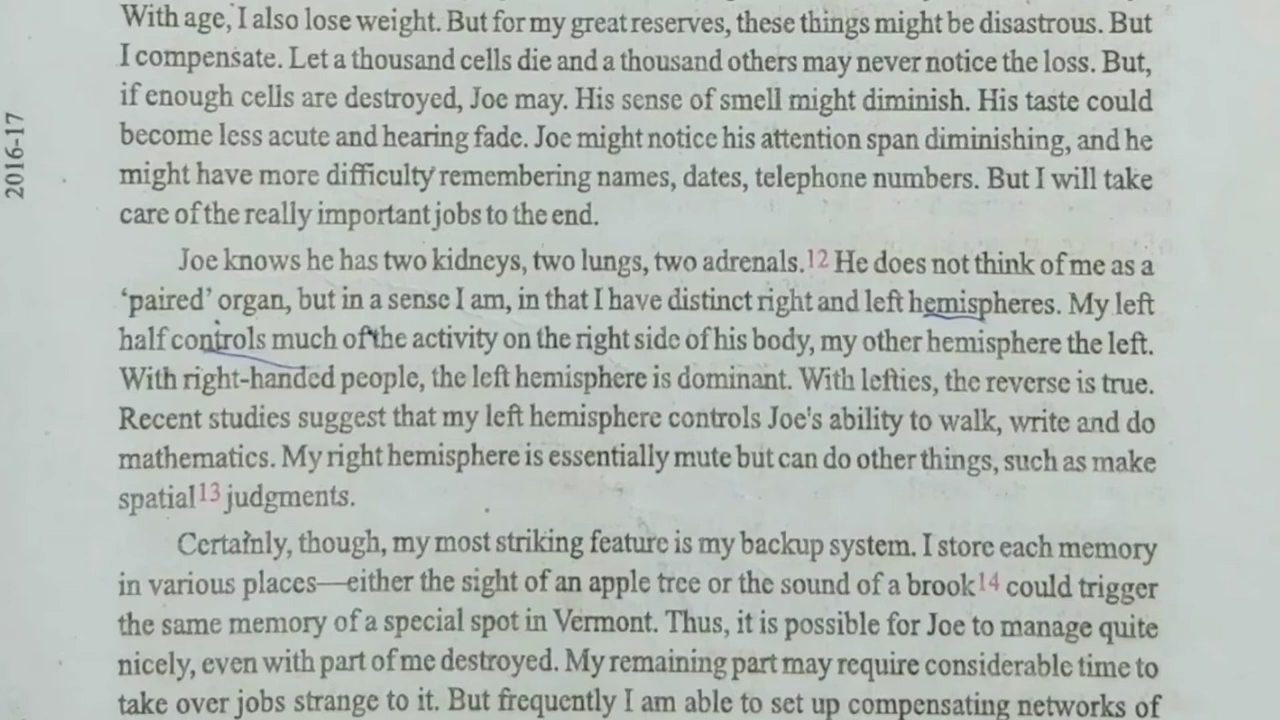 With age, I also lose weight. But for my great reserves, these things might be disastrous. But
I compensate. Let a thousand cells die and a thousand others may never notice the loss. But,
if enough cells are destroyed, Joe may. His sense of smell might diminish. His taste could
become less acute and hearing fade. Joe might notice his attention span diminishing, and he
might have more difficulty remembering names, dates, telephone numbers. But I will take
care of the really important jobs to the end.
Joe knows he has two kidneys, two lungs, two adrenals.12 He does not think of me as a
‘paired’ organ, but in a sense I am, in that I have distinct right and left hemispheres. My left
half controls much of the activity on the right side of his body, my other hemisphere the left.
With right-handed people, the left hemisphere is dominant. With lefties, the reverse is true.
Recent studies suggest that my left hemisphere controls Joe's ability to walk, write and do
mathematics. My right hemisphere is essentially mute but can do other things, such as make
spatial13 judgments.
Certainly, though, my most striking feature is my backup system. I store each memory
in various places—either the sight of an apple tree or the sound of a brook14 could trigger
the same memory of a special spot in Vermont. Thus, it is possible for Joe to manage quite
nicely, even with part of me destroyed. My remaining part may require considerable time to
take over jobs strange to it. But frequently I am able to set up compensating networks of
2016-17